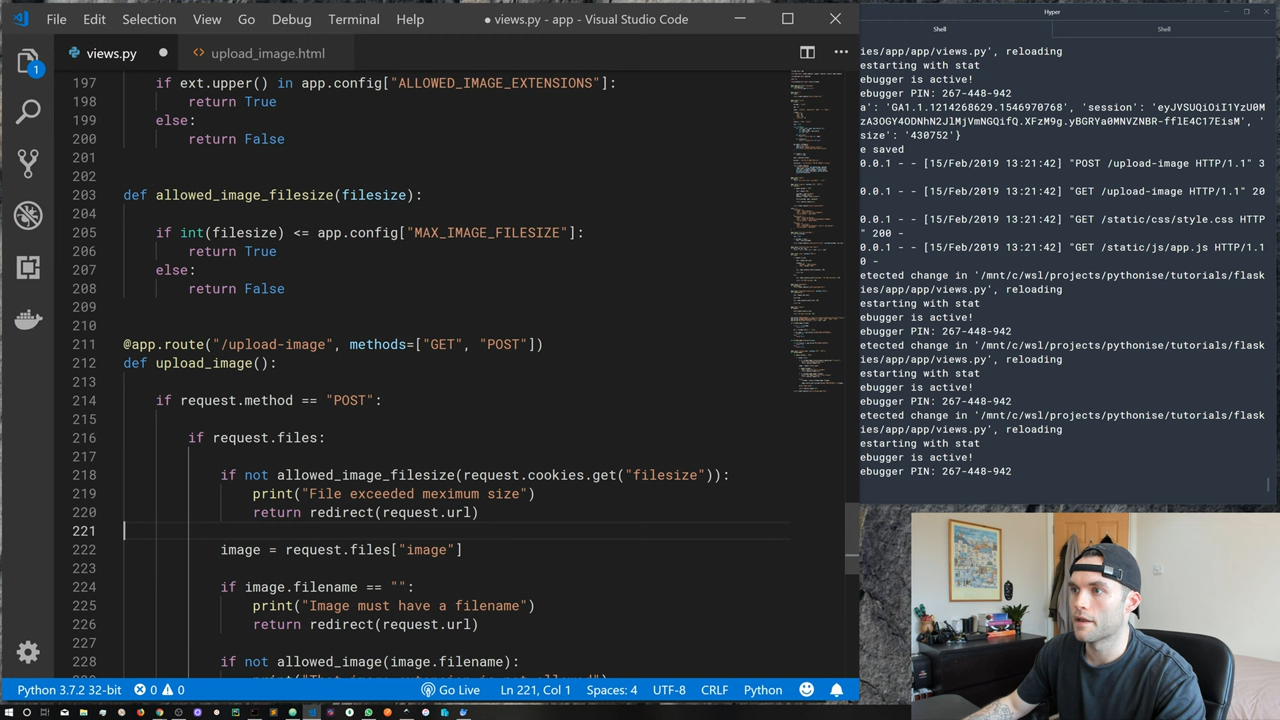 File Edit Selection View Go Debug Terminal Help ● views.py - app - Visual Studio Code
views.py ● <> upload_image.html
1
if ext.upper() in app.config["ALLOWED_IMAGE_EXTENSIONS"]:
return True
else:
return False
def allowed_image_filesize(filesize):
if int(filesize) <= app.config["MAX_IMAGE_FILESIZE"]:
return True
else:
return False
211 @app.route("/upload-image", methods=["GET", "POST"])
212 def upload_image():
213
214 if request.method == "POST":
215
216 if request.files:
217
218 if not allowed_image_filesize(request.cookies.get("filesize")):
219 print("File exceeded meximum size")
220 return redirect(request.url)
221
222 image = request.files["image"]
223
224 if image.filename == "":
225 print("Image must have a filename")
226 return redirect(request.url)
227
228 if not allowed_image(image.filename):
Python 3.7.2 32-bit 0 0 Go Live Ln 221, Col 1 Spaces: 4 UTF-8 CRLF Python
Hyper
Shell Shell
ies/app/app/views.py', reloading
estarting with stat
ebugger is active!
ebugger PIN: 267-448-942
size': '430752'}
e saved
0.0.1 - - [15/Feb/2019 13:21:42] "POST /upload-image HTTP/1.1" 3
0.0.1 - - [15/Feb/2019 13:21:42] "GET /upload-image HTTP/1.1" 20
0.0.1 - - [15/Feb/2019 13:21:42] "GET /static/css/style.css HTTP
" 200 -
0.0.1 - - [15/Feb/2019 13:21:42] "GET /static/js/app.js HTTP/1.1
0 -
etected change in '/mnt/c/wsl/projects/pythonise/tutorials/flask
ies/app/app/views.py', reloading
estarting with stat
ebugger is active!
ebugger PIN: 267-448-942
etected change in '/mnt/c/wsl/projects/pythonise/tutorials/flask
ies/app/app/views.py', reloading
estarting with stat
ebugger is active!
ebugger PIN: 267-448-942
etected change in '/mnt/c/wsl/projects/pythonise/tutorials/flask
ies/app/app/views.py', reloading
estarting with stat
ebugger is active!
ebugger PIN: 267-448-942